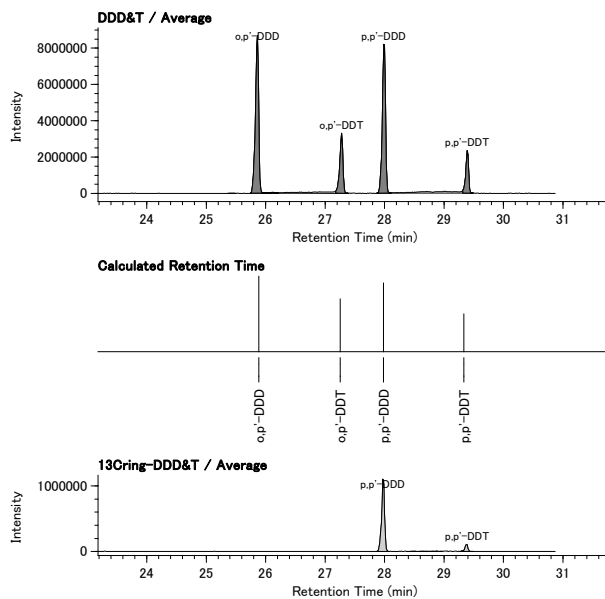 DDD&T / Average
Intensity
8000000
6000000
4000000
2000000
0
o,p'-DDD
o,p'-DDT
p,p'-DDD
p,p'-DDT
24 25 26 27 28 29 30 31
Retention Time (min)
Calculated Retention Time
o,p'-DDD
o,p'-DDT
p,p'-DDD
p,p'-DDT
13Cring-DDD&T / Average
Intensity
1000000
0
p,p'-DDD
p,p'-DDT
24 25 26 27 28 29 30 31
Retention Time (min)